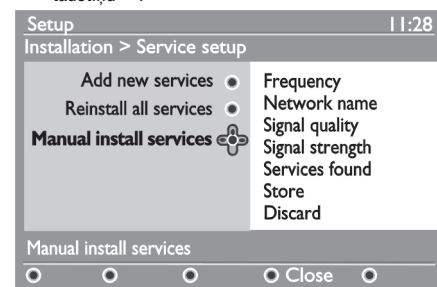 Setup 11:28
Installation > Service setup
Add new services
Reinstall all services
Manual install services
Frequency
Network name
Signal quality
Signal strength
Services found
Store
Discard
Manual install services
Close